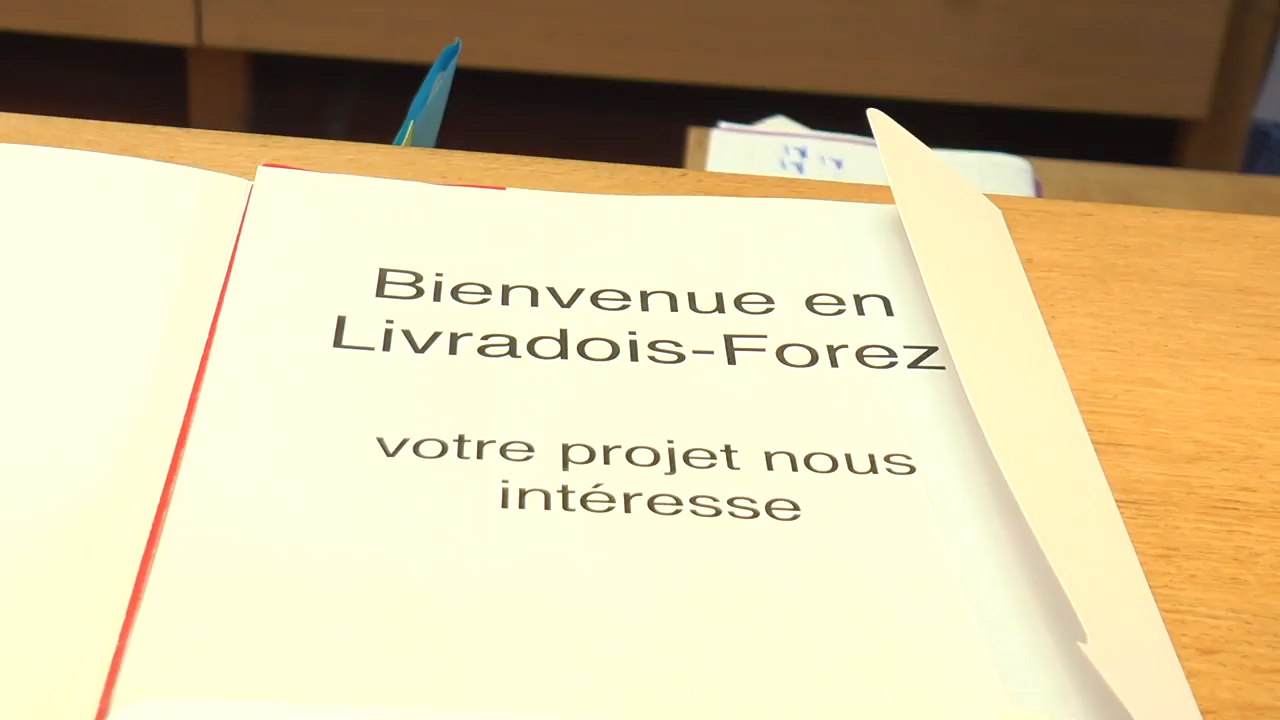 Bienvenue en
Livradois-Forez
votre projet nous
intéresse